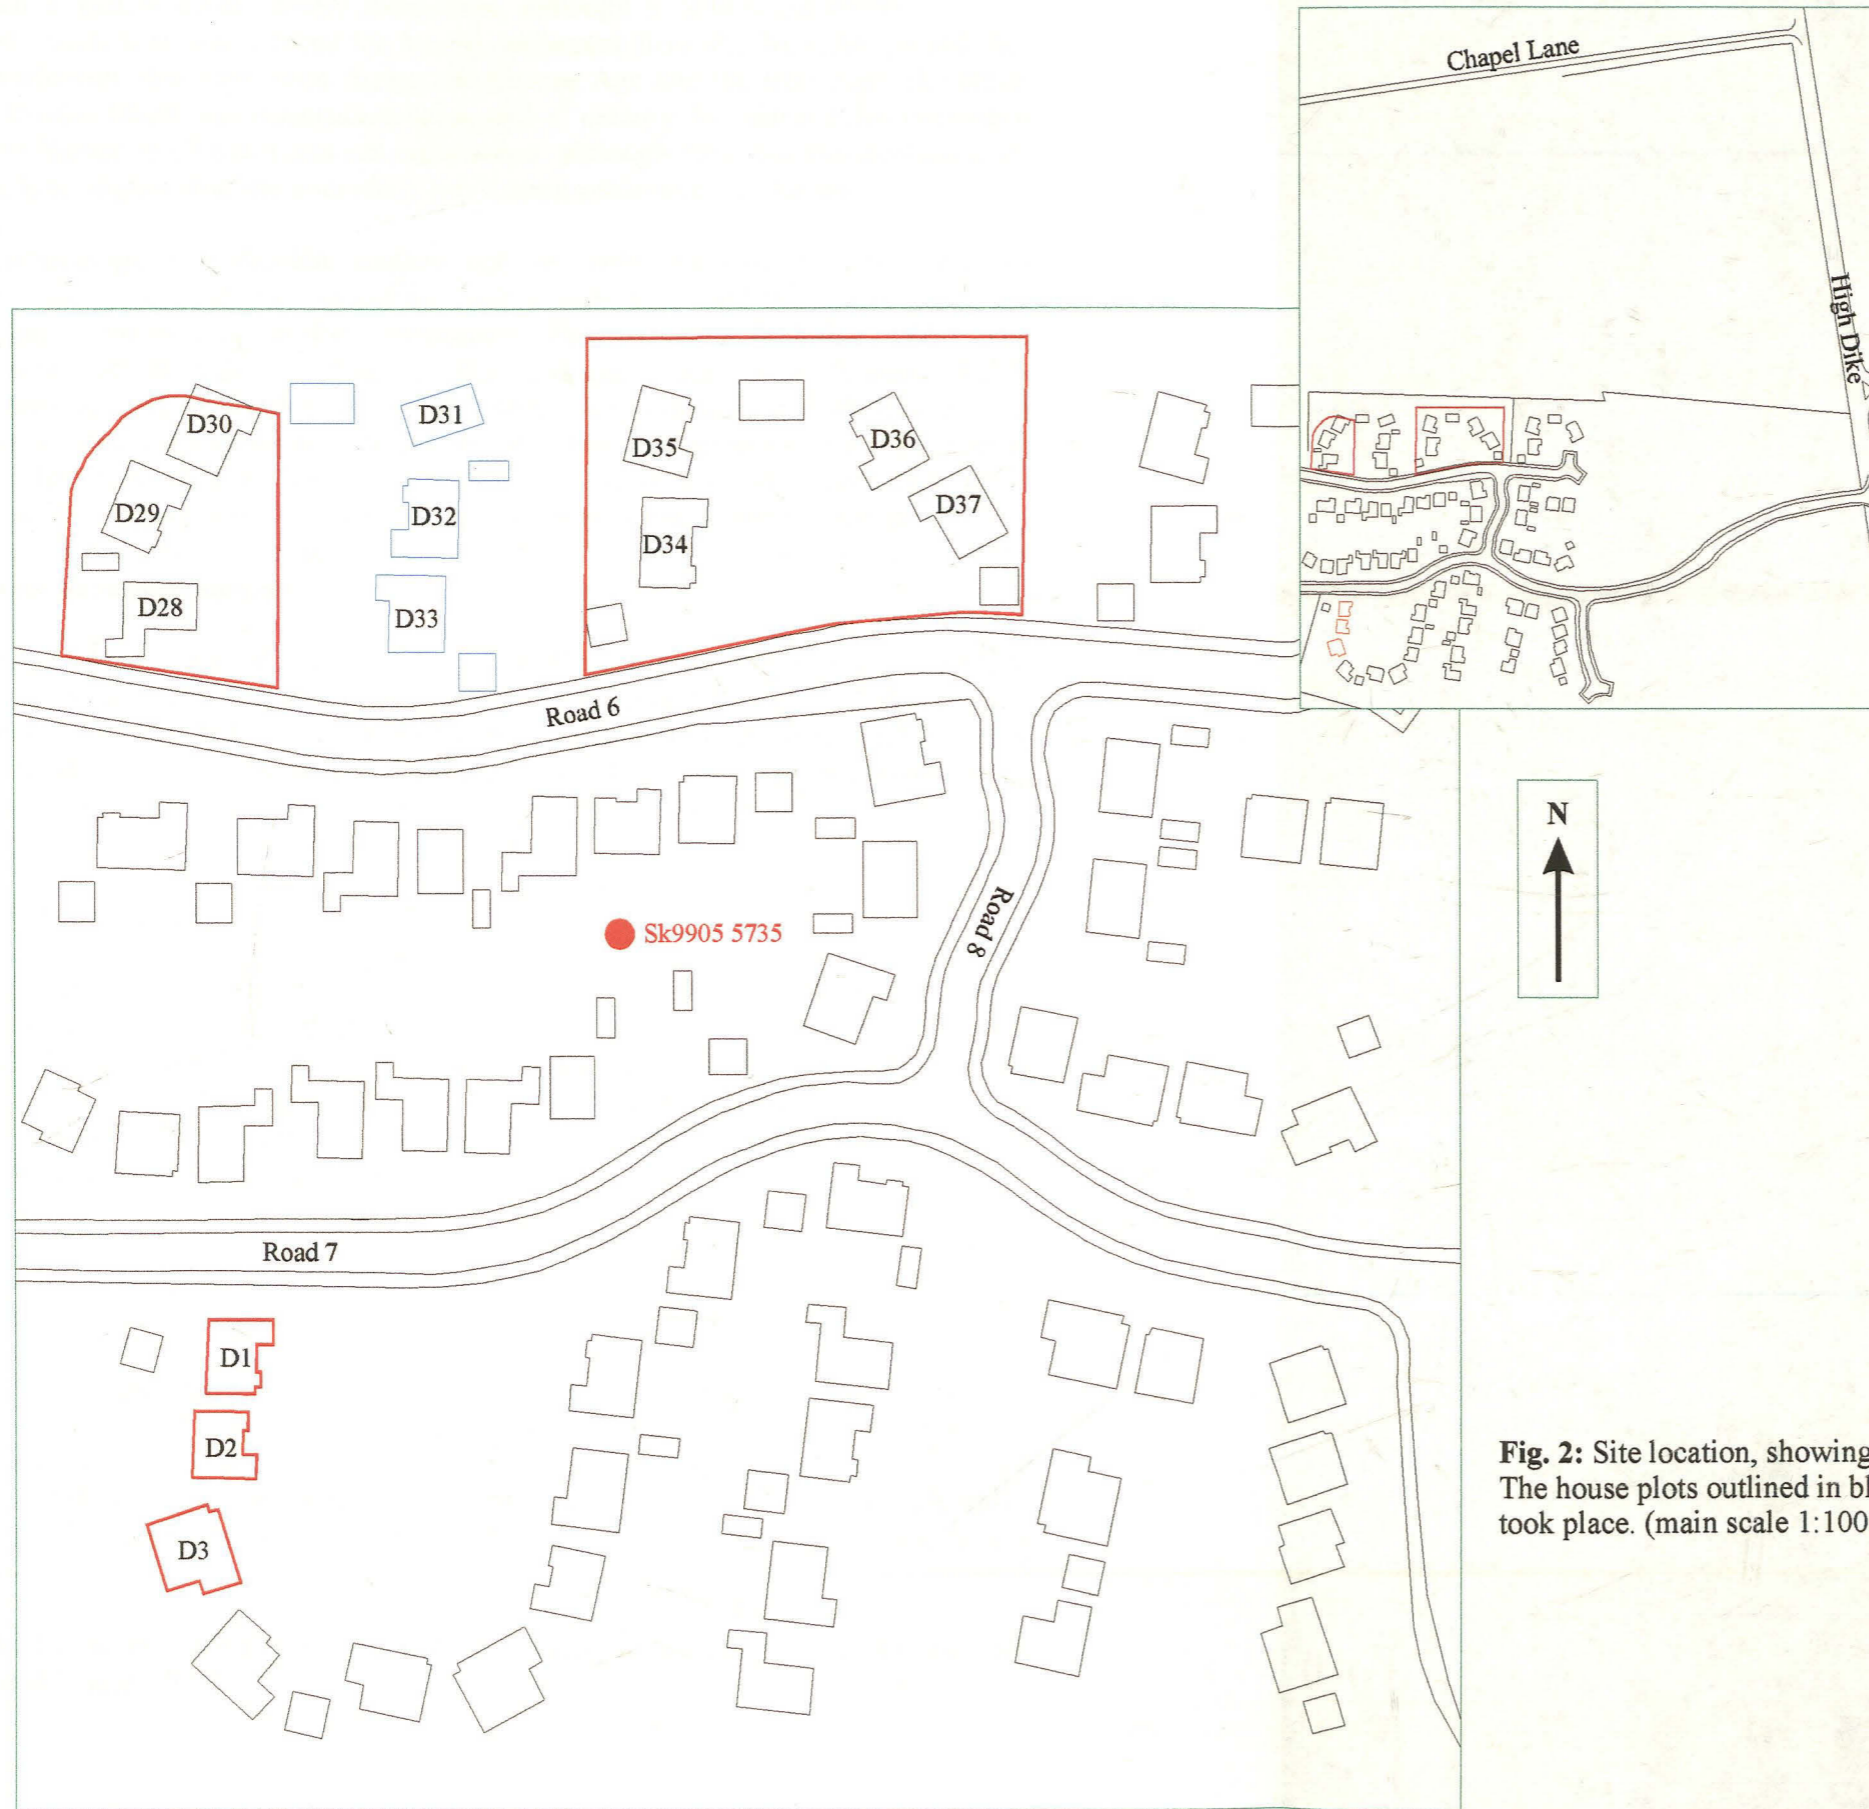 Chapel Lane
High Dike
D30
D31
D35
D36
D29
D32
D37
D34
D28
D33
Road 6
N
Road 8
Sk9905 5735
Road 7
D1
D2
D3
Fig. 2: Site location, showing
The house plots outlined in
took place. (main scale 1:100